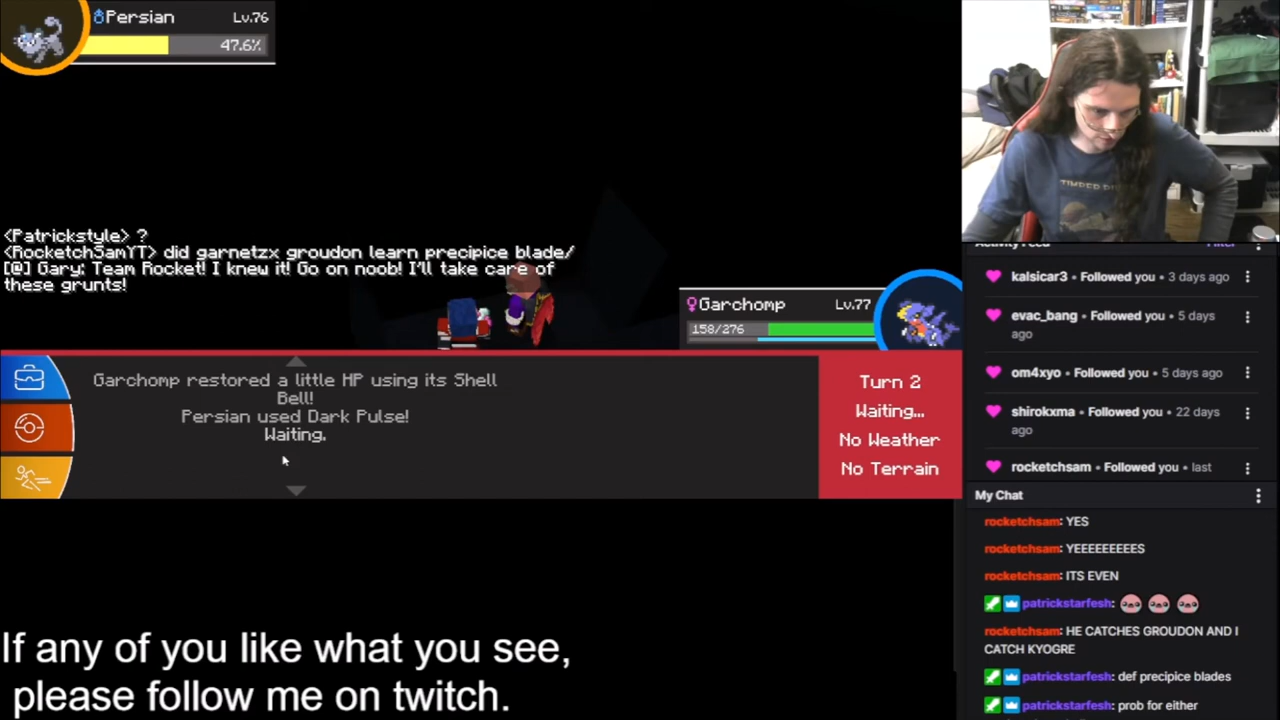 Persian Lv.76
47.6%
<Patrickstyle> ?
<RocketchSamYT> did garnetzx groudon learn precipice blade/
[@] Gary: Team Rocket! I knew it! Go on noob! I'll take care of
these grunts!
Garchomp Lv.77
158/276
Garchomp restored a little HP using its Shell
Bell!
Persian used Dark Pulse!
Waiting.
Turn 2
Waiting...
No Weather
No Terrain
If any of you like what you see,
please follow me on twitch.
Activity Feed Filter
kalsicar3 • Followed you • 3 days ago
evac_bang • Followed you • 5 days
ago
om4xyo • Followed you • 5 days ago
shirokxma • Followed you • 22 days
ago
rocketchsam • Followed you • last
My Chat
rocketchsam: YES
rocketchsam: YEEEEEEEEES
rocketchsam: ITS EVEN
patrickstarfesh:
rocketchsam: HE CATCHES GROUDON AND I
CATCH KYOGRE
patrickstarfesh: def precipice blades
patrickstarfesh: prob for either